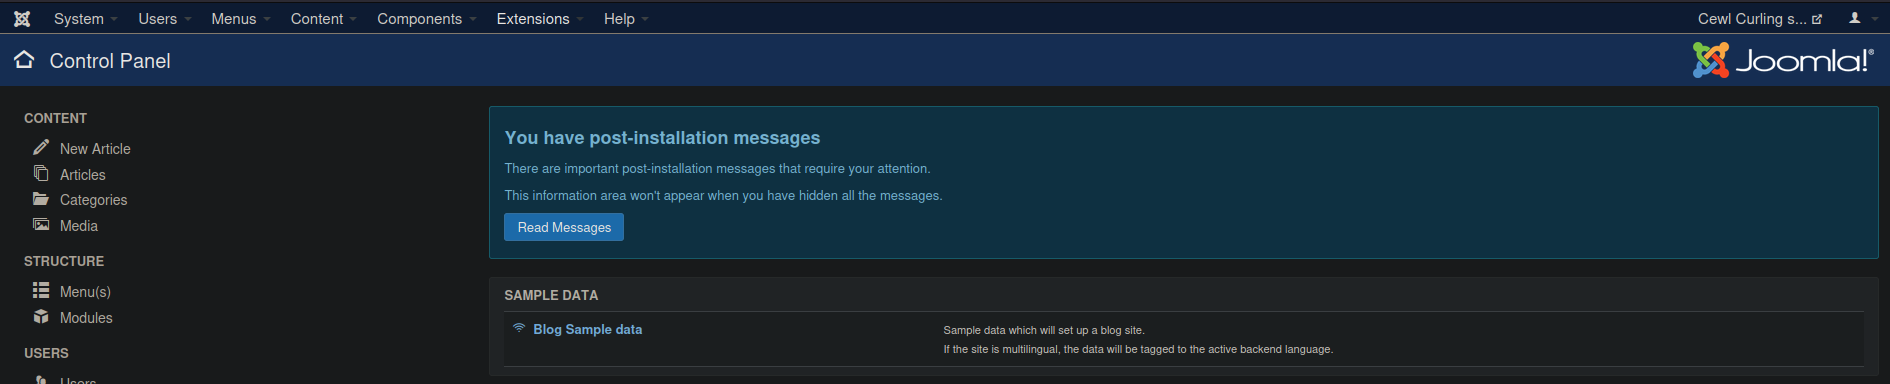 System Users Menus Content Components Extensions Help Cewl Curling s...
Control Panel Joomla!®
CONTENT
New Article
Articles
Categories
Media
STRUCTURE
Menu(s)
Modules
USERS
Users
You have post-installation messages
There are important post-installation messages that require your attention.
This information area won't appear when you have hidden all the messages.
Read Messages
SAMPLE DATA
Blog Sample data
Sample data which will set up a blog site.
If the site is multilingual, the data will be tagged to the active backend language.